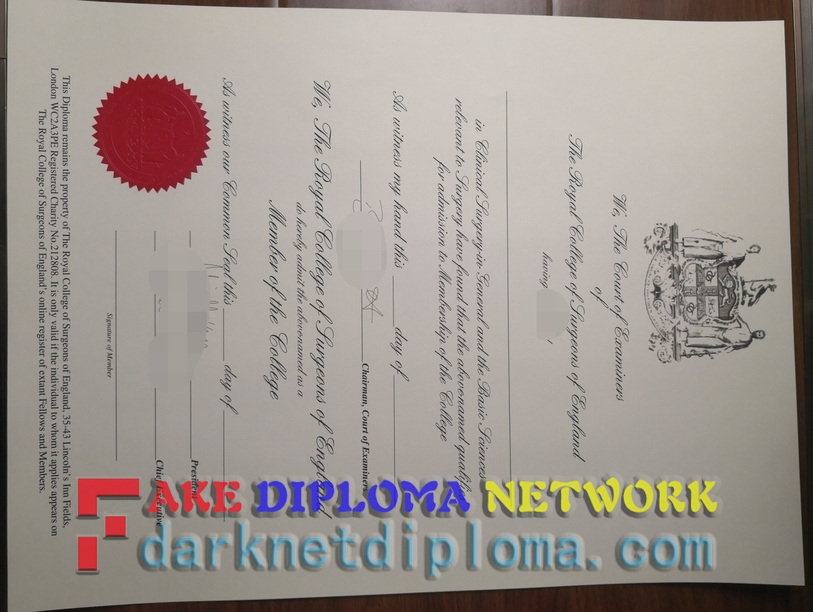 We, The Court of Examiners
of
The Royal College of Surgeons of England
having
in Clinical Surgery-in-General and the Basic Sciences
relevant to Surgery have found that the abovenamed qualifies
for admission to Membership of the College
As witness my hand this day of
Chairman, Court of Examiners
We, The Royal College of Surgeons of England
do hereby admit the abovenamed as a
Member of the College
As witness our Common Seal this day of
President
Chief Executive
Signature of Member
This Diploma remains the property of The Royal College of Surgeons of England, 35-43 Lincoln's Inn Fields,
London WC2A3PE Registered Charity No.212808. It is only valid if the individual to whom it applies appears on
The Royal College of Surgeons of England's online register of extant Fellows and Members.
FAKE DIPLOMA NETWORK
darknetdiploma.com